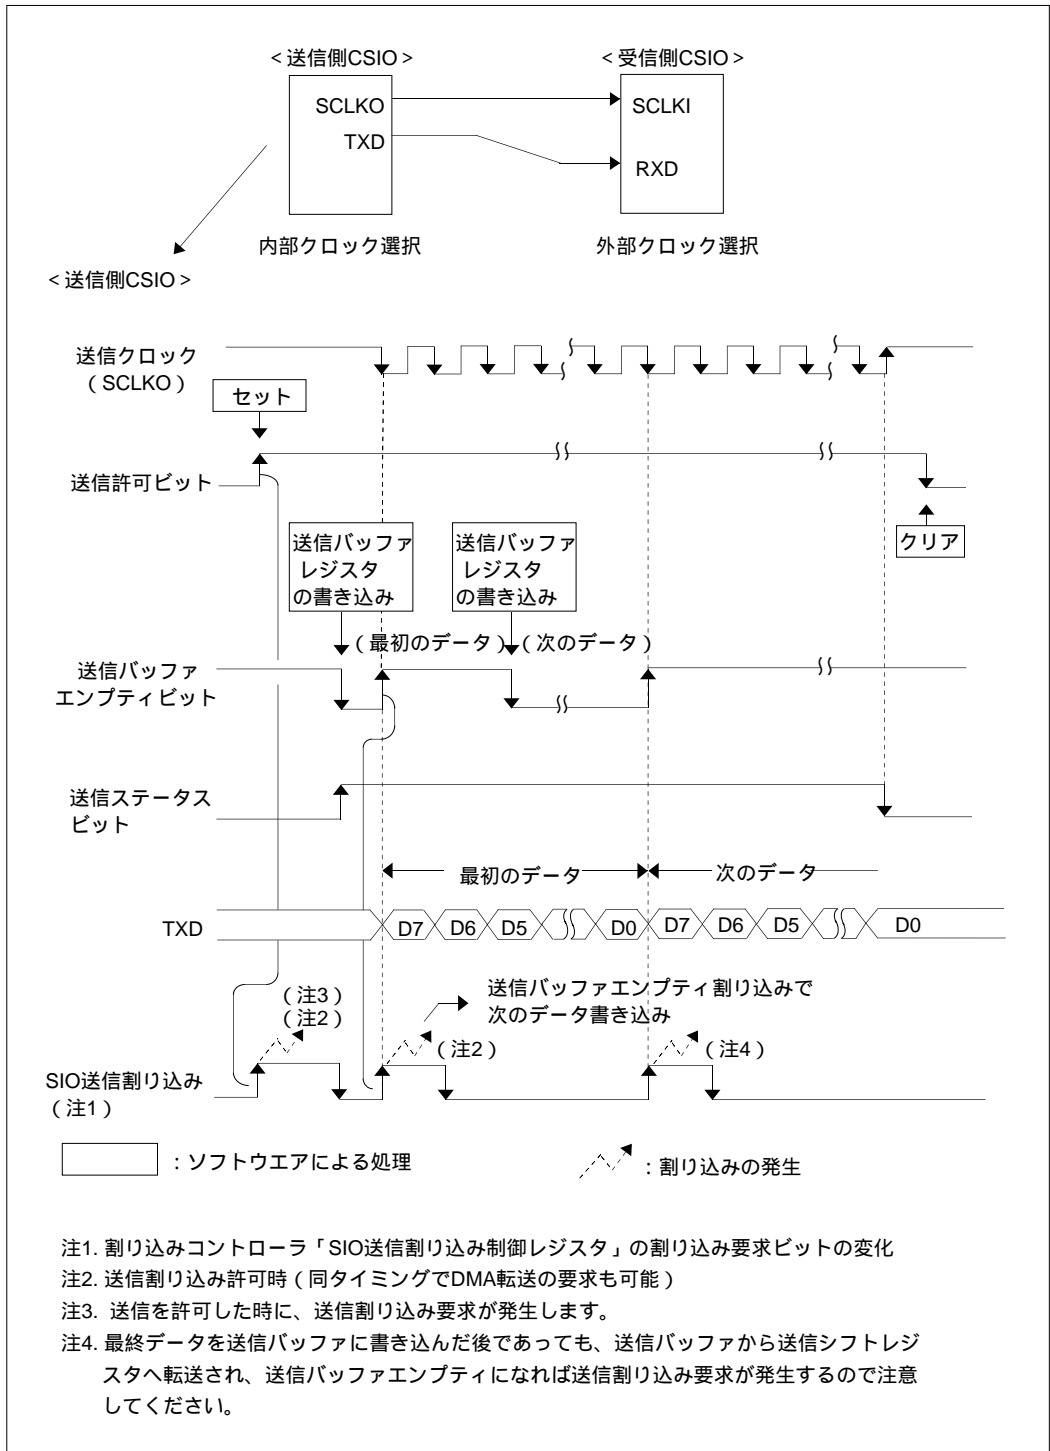 ＜送信側CSIO＞
＜受信側CSIO＞
SCLKO
SCLKI
TXD
RXD
内部クロック選択
外部クロック選択
＜送信側CSIO＞
送信クロック
（SCLKO）
セット
送信許可ビット
クリア
送信バッファ
レジスタ
の書き込み
送信バッファ
レジスタ
の書き込み
（最初のデータ）
（次のデータ）
送信バッファ
エンプティビット
送信ステータス
ビット
最初のデータ
次のデータ
TXD
D7 D6 D5 D0 D7 D6 D5 D0
（注3）
（注2）
送信バッファエンプティ割り込みで
次のデータ書き込み
（注2）
（注4）
SIO送信割り込み
（注1）
：ソフトウエアによる処理
：割り込みの発生
注1. 割り込みコントローラ「SIO送信割り込み制御レジスタ」の割り込み要求ビットの変化
注2. 送信割り込み許可時（同タイミングでDMA転送の要求も可能）
注3. 送信を許可した時に、送信割り込み要求が発生します。
注4. 最終データを送信バッファに書き込んだ後であっても、送信バッファから送信シフトレジ
スタへ転送され、送信バッファエンプティになれば送信割り込み要求が発生するので注意
してください。